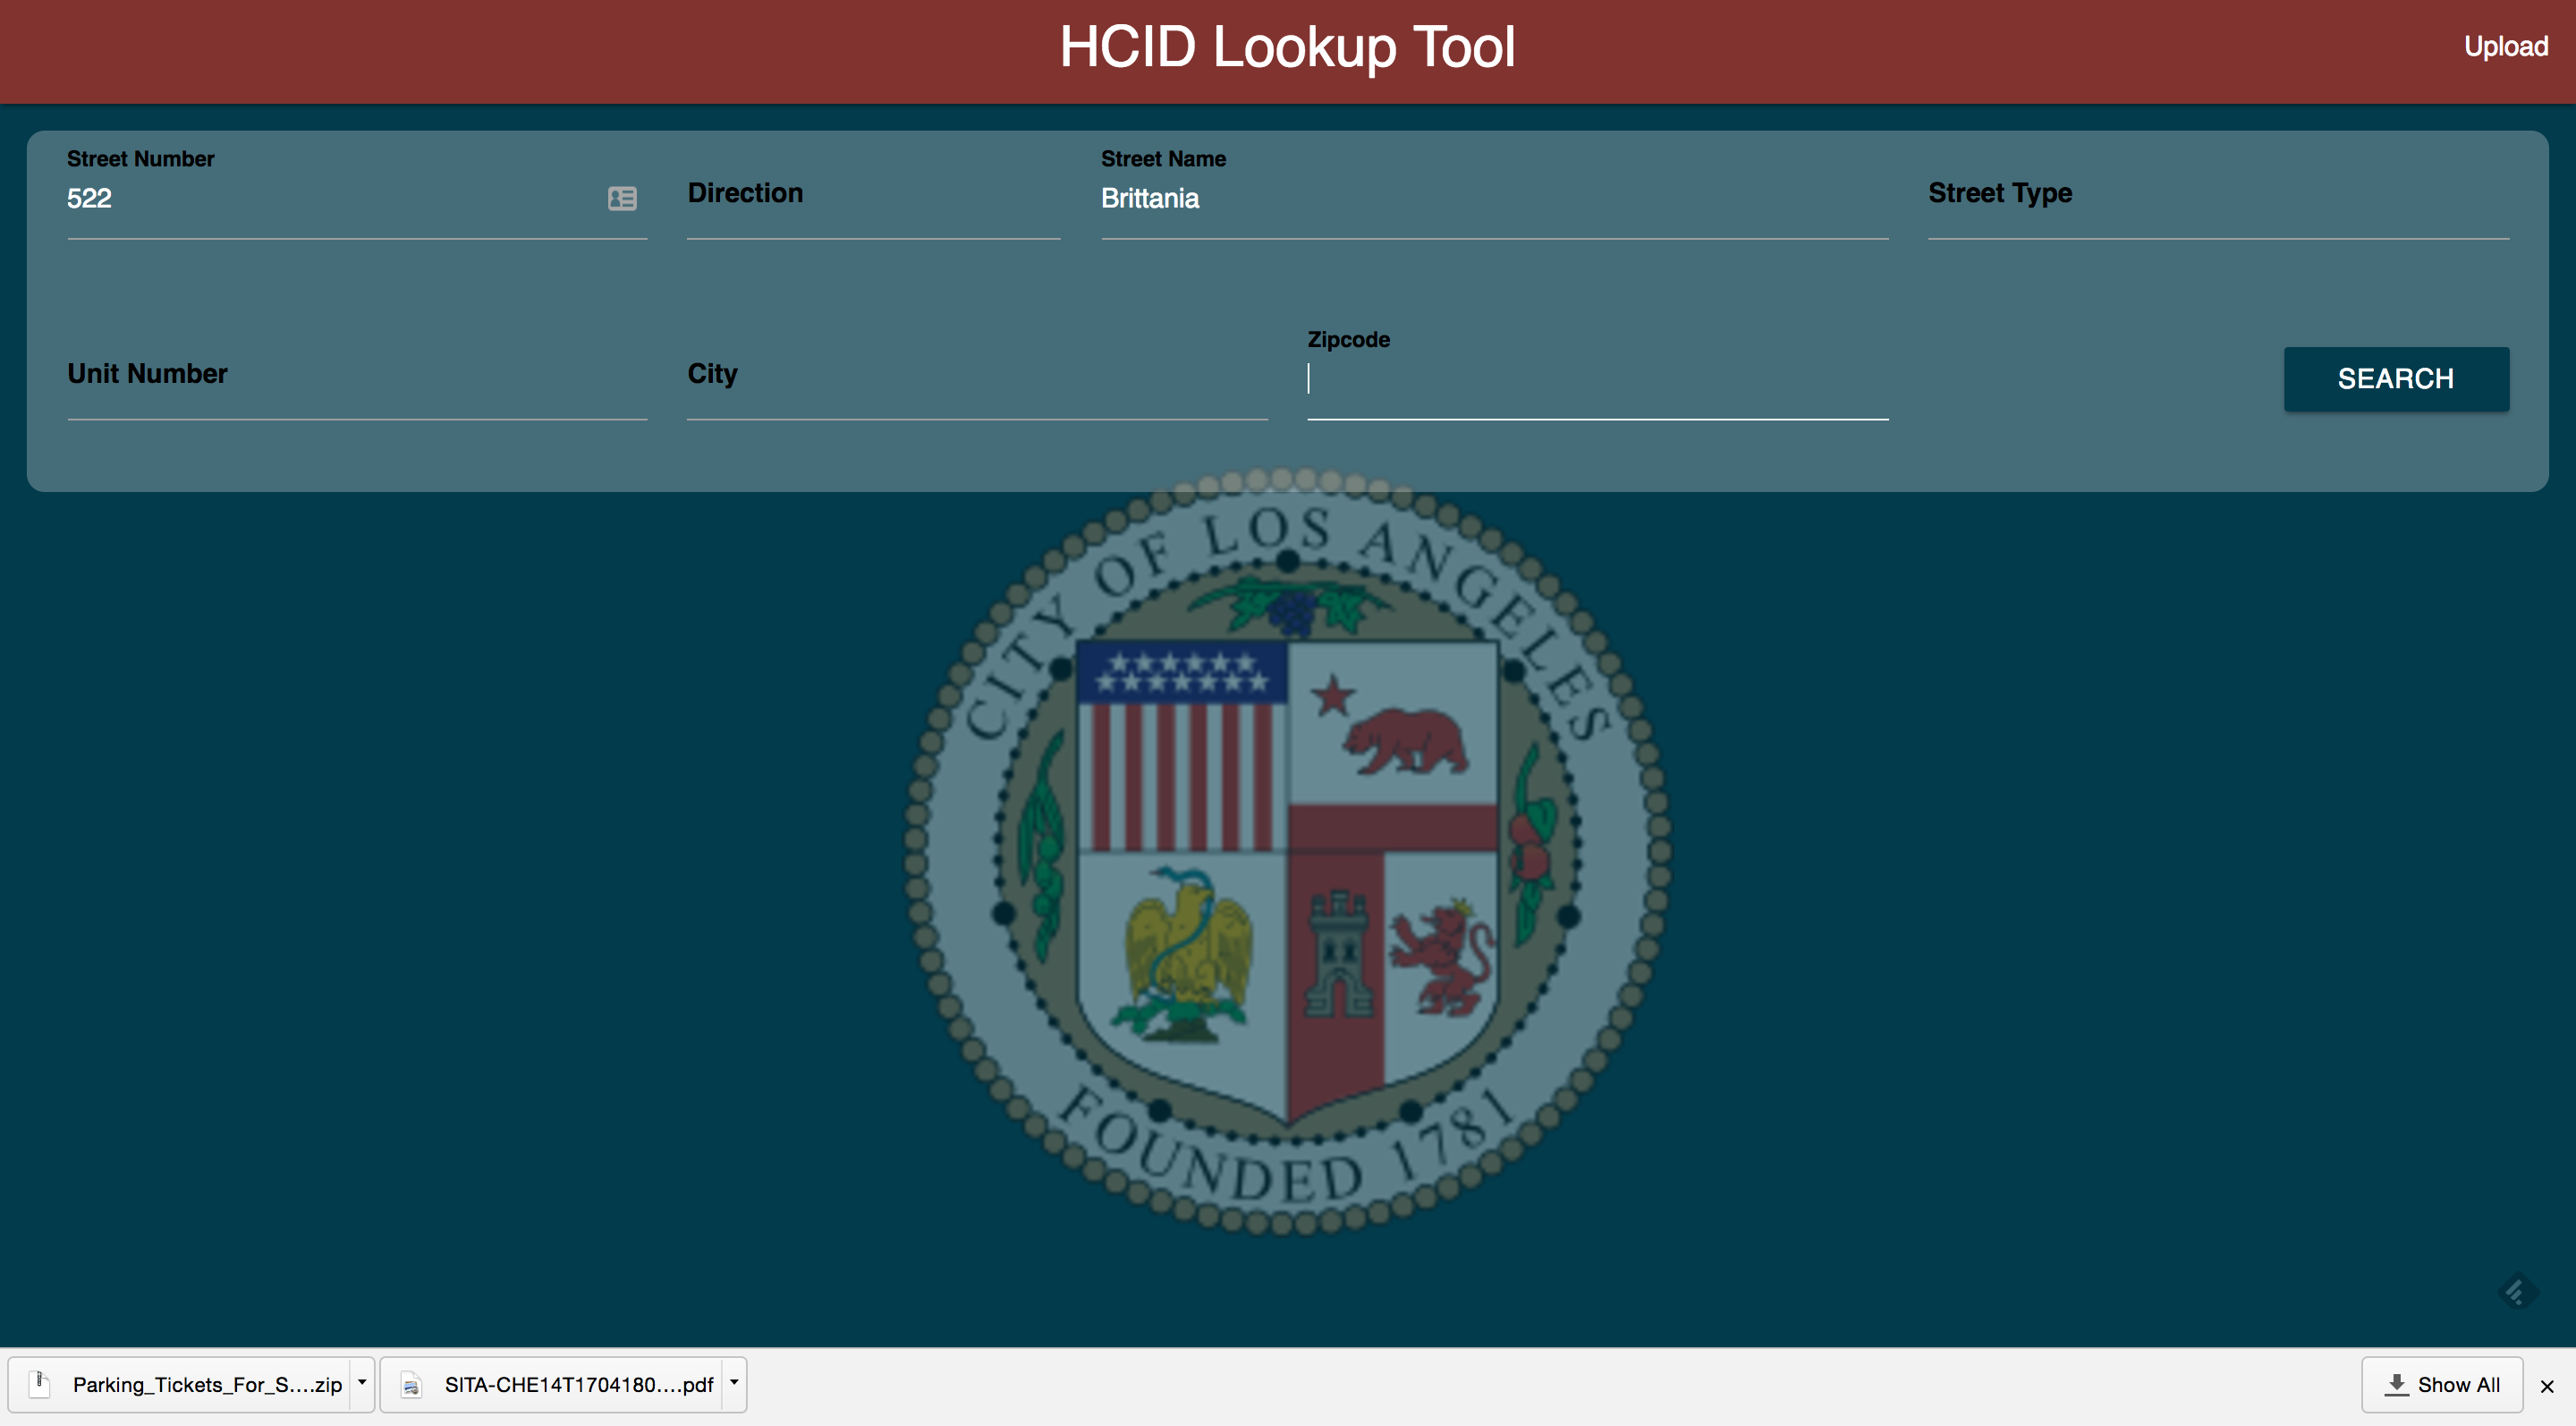 HCID Lookup Tool
Upload
Street Number
522
Direction
Street Name
Brittania
Street Type
Unit Number
City
Zipcode
SEARCH
CITY OF LOS ANGELES
FOUNDED 1781
Parking_Tickets_For_S....zip
SITA-CHE14T1704180....pdf
Show All